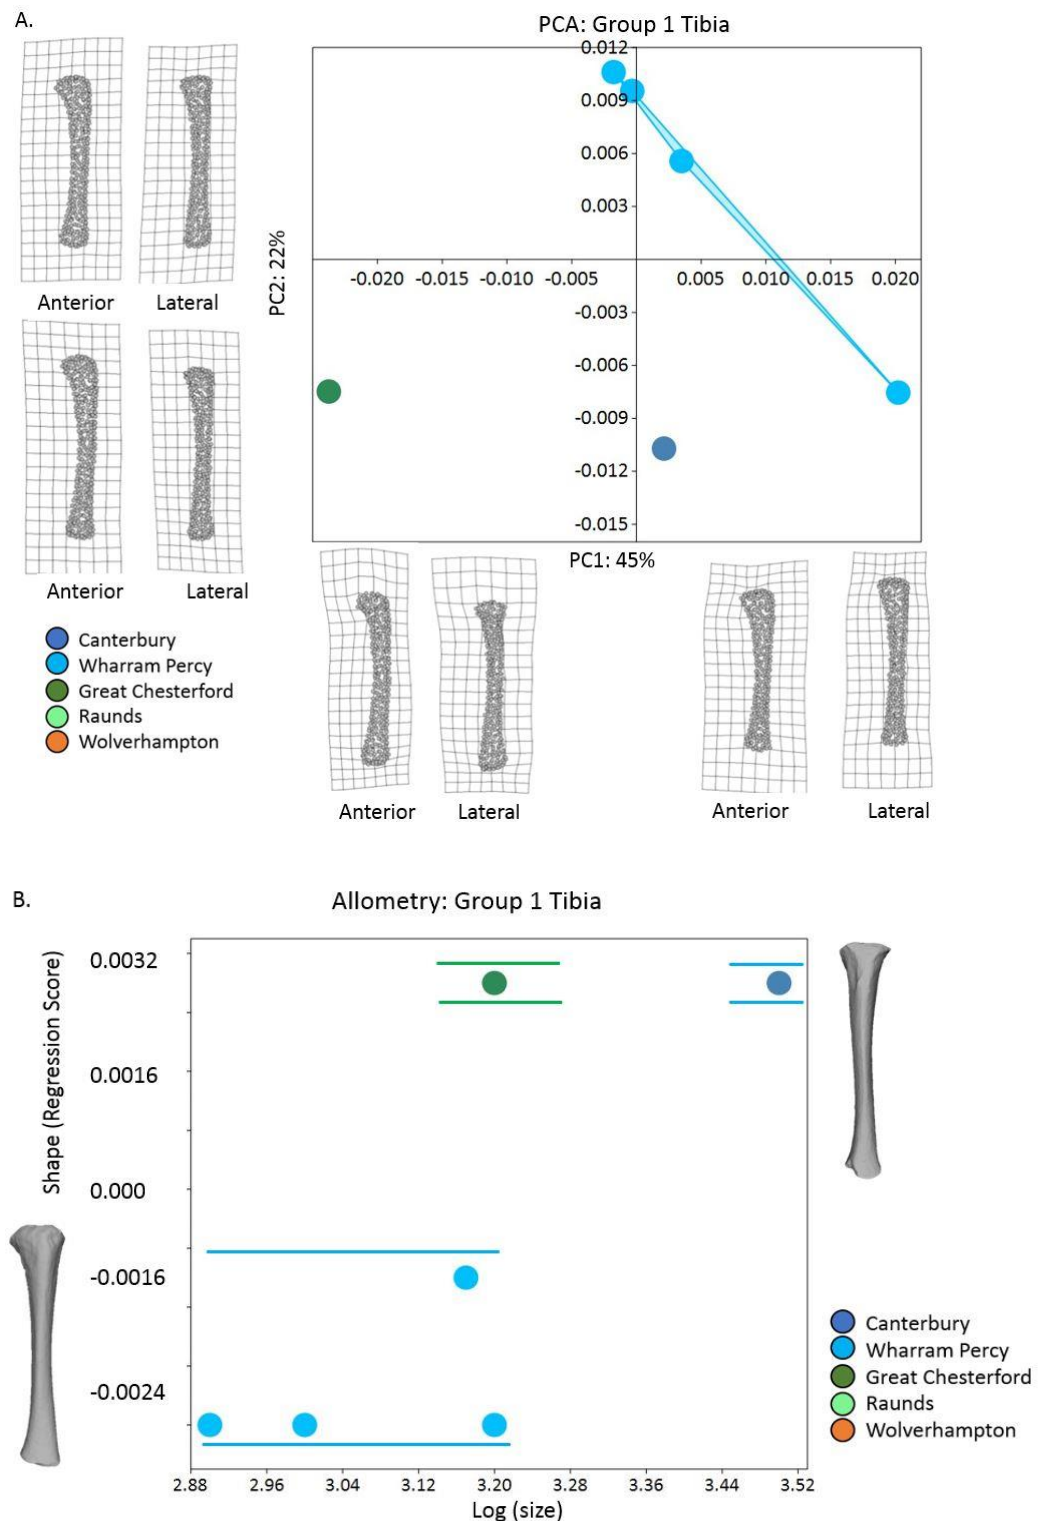 A.
PCA: Group 1 Tibia
0.012
0.009
0.006
0.003
-0.020 -0.015 -0.010 -0.005 0.005 0.010 0.015 0.020
-0.003
-0.006
-0.009
-0.012
-0.015
PC2: 22%
PC1: 45%
Anterior Lateral
Anterior Lateral
Canterbury
Wharram Percy
Great Chesterford
Raunds
Wolverhampton
Anterior Lateral Anterior Lateral
B.
Allometry: Group 1 Tibia
Shape (Regression Score)
0.0032
0.0016
0.000
-0.0016
-0.0024
Canterbury
Wharram Percy
Great Chesterford
Raunds
Wolverhampton
2.88 2.96 3.04 3.12 3.20 3.28 3.36 3.44 3.52
Log (size)